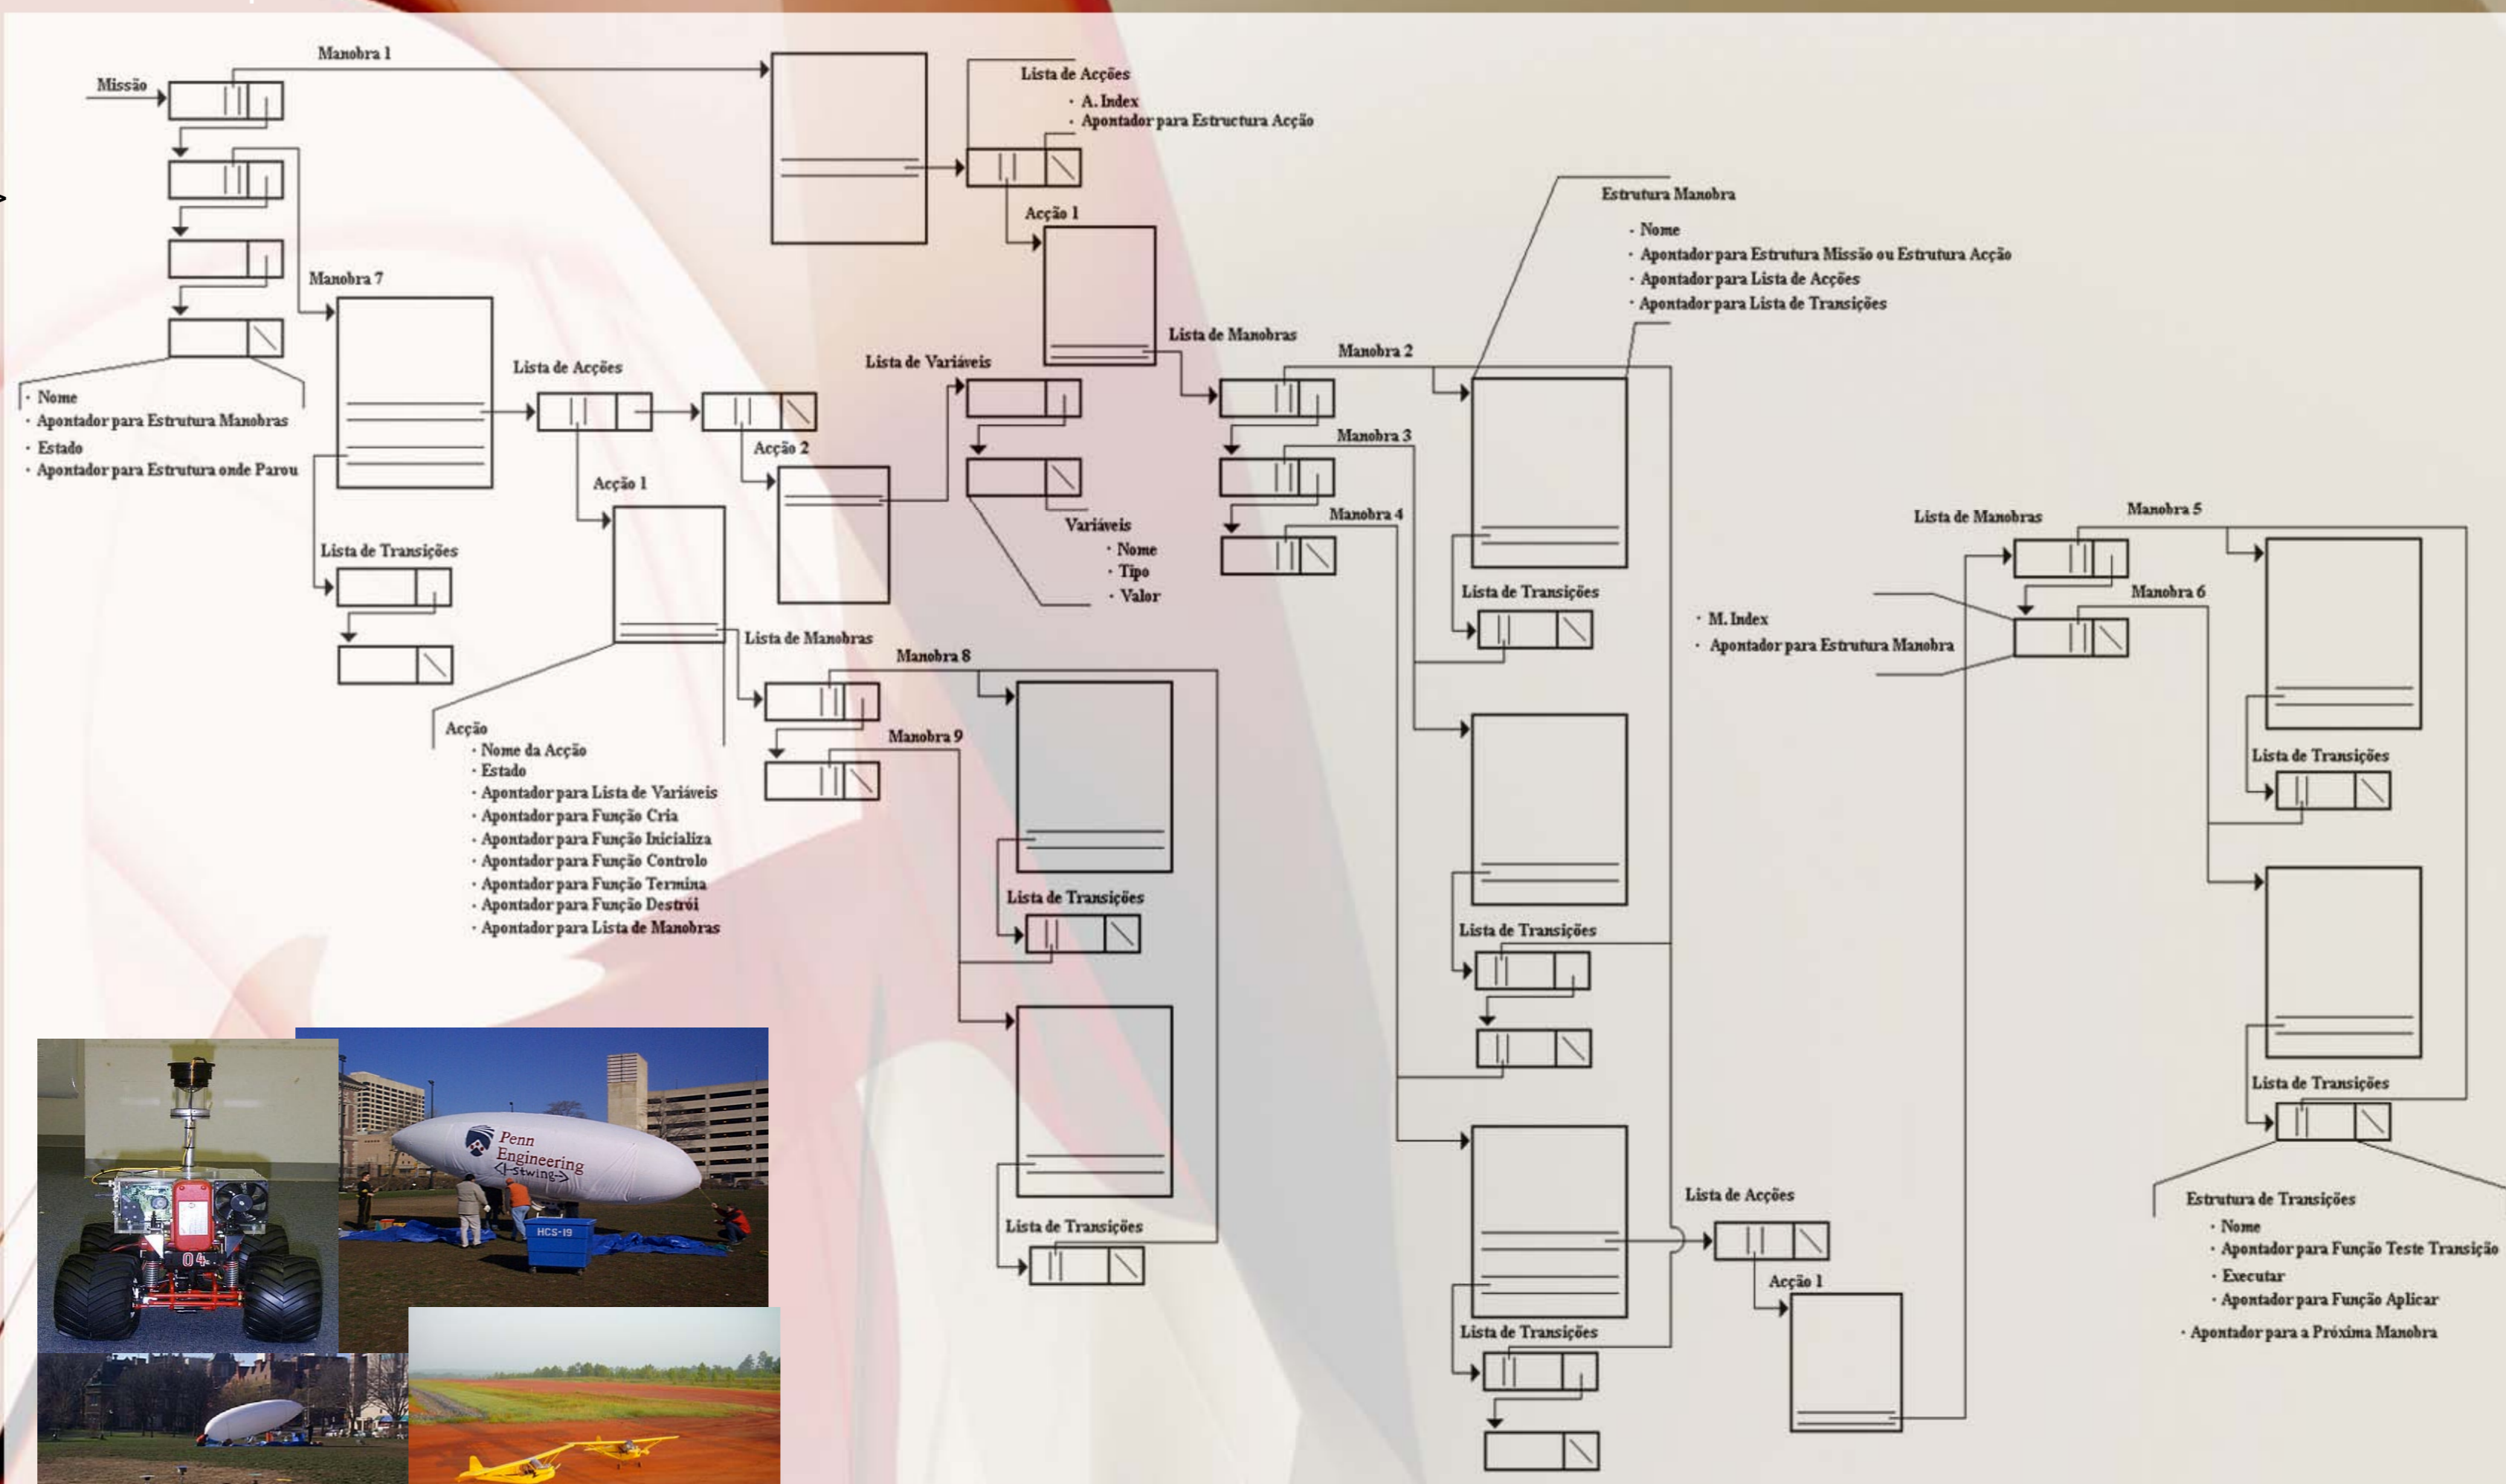 Manobra 1
Missão
Lista de Acções
· A. Index
· Apontador para Estructura Acção
Acção 1
Estrutura Manobra
· Nome
· Apontador para Estrutura Missão ou Estrutura Acção
· Apontador para Lista de Acções
· Apontador para Lista de Transições
Manobra 7
Lista de Manobras
Manobra 2
Lista de Variáveis
Lista de Acções
· Nome
· Apontador para Estrutura Manobras
· Estado
· Apontador para Estrutura onde Parou
Acção 2
Acção 1
Manobra 3
Manobra 4
Variáveis
· Nome
· Tipo
· Valor
Lista de Transições
Lista de Manobras
Manobra 5
Manobra 6
Lista de Transições
· M. Index
· Apontador para Estrutura Manobra
Lista de Manobras
Manobra 8
Manobra 9
Acção
· Nome da Acção
· Estado
· Apontador para Lista de Variáveis
· Apontador para Função Cria
· Apontador para Função Inicializa
· Apontador para Função Controlo
· Apontador para Função Termina
· Apontador para Função Destrói
· Apontador para Lista de Manobras
Lista de Transições
Lista de Transições
Lista de Transições
Lista de Transições
Lista de Acções
Acção 1
Lista de Transições
Lista de Transições
Estrutura de Transições
· Nome
· Apontador para Função Teste Transição
· Executar
· Apontador para Função Aplicar
· Apontador para a Próxima Manobra
Penn
Engineering
<-stwing->
HCS-19
04